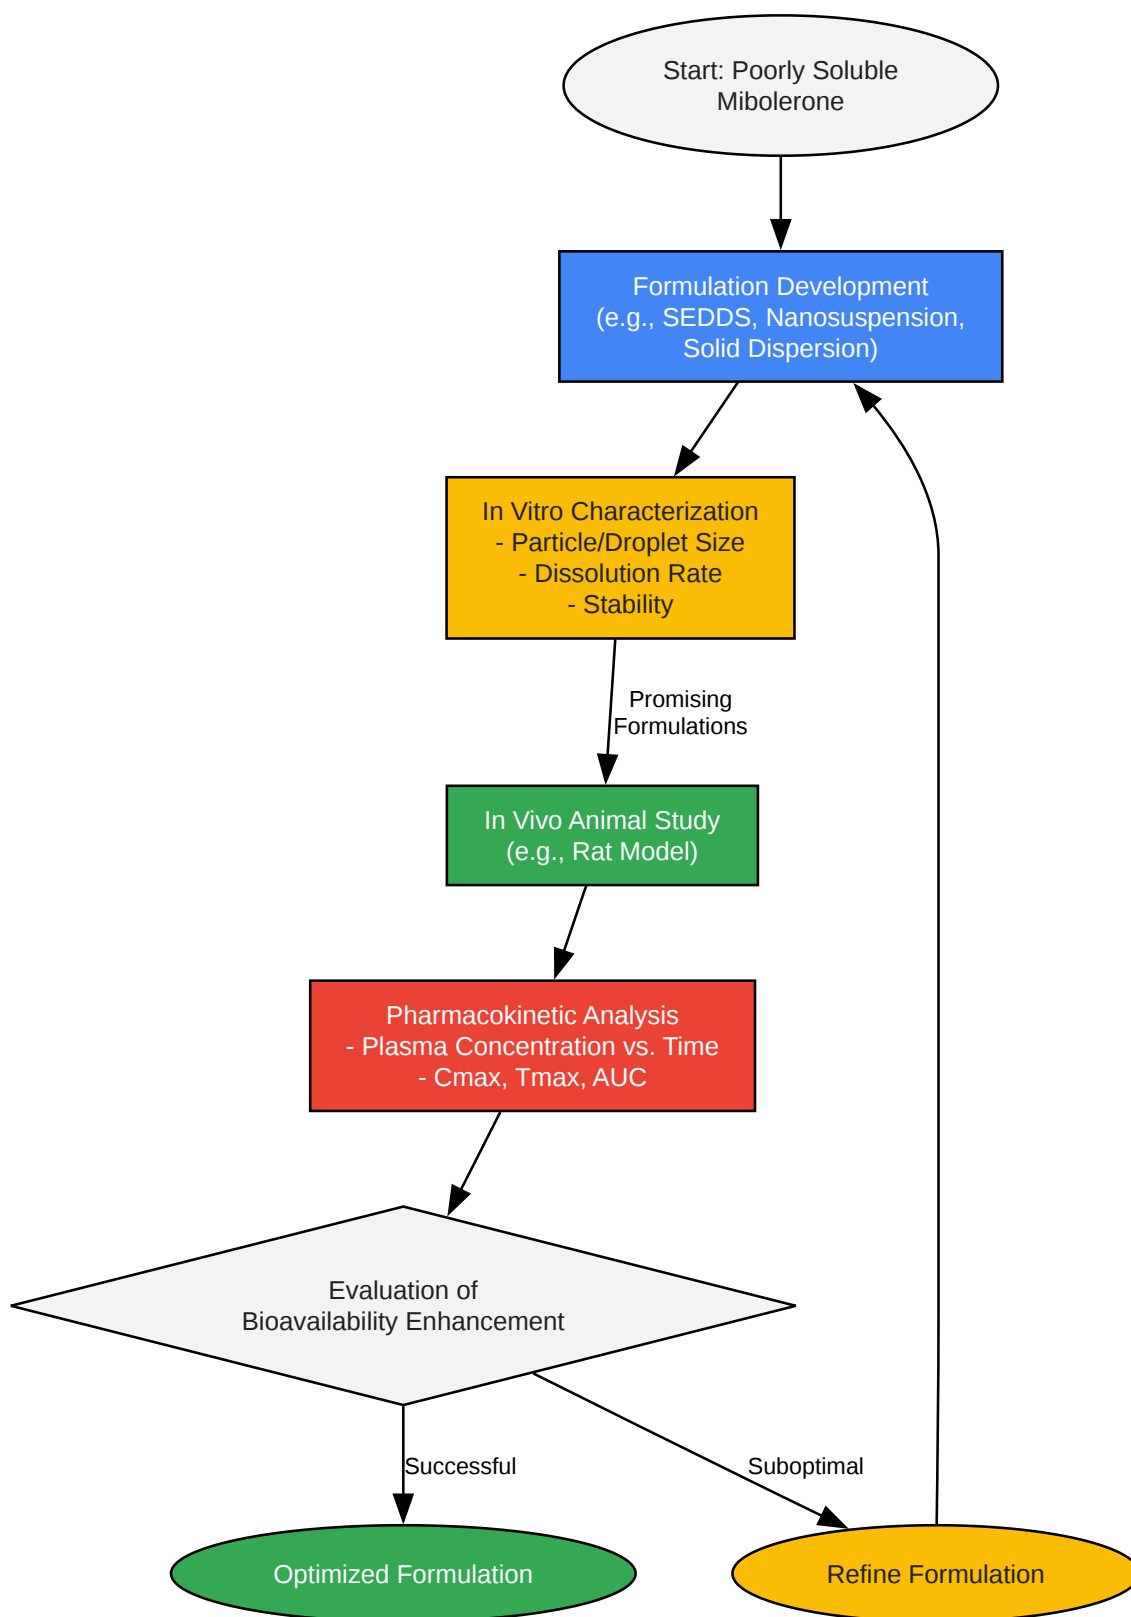 Start: Poorly Soluble
Mibolerone
Formulation Development
(e.g., SEDDS, Nanosuspension,
Solid Dispersion)
In Vitro Characterization
- Particle/Droplet Size
- Dissolution Rate
- Stability
Promising
Formulations
In Vivo Animal Study
(e.g., Rat Model)
Pharmacokinetic Analysis
- Plasma Concentration vs. Time
- Cmax, Tmax, AUC
Evaluation of
Bioavailability Enhancement
Successful
Suboptimal
Optimized Formulation
Refine Formulation